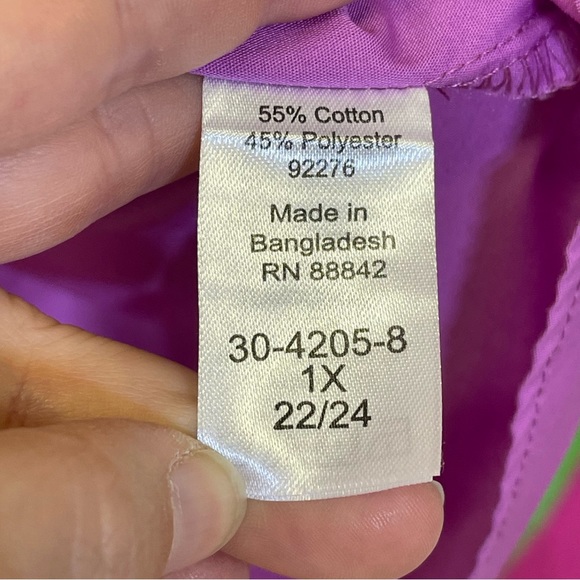 55% Cotton
45% Polyester
92276
Made in
Bangladesh
RN 88842
30-4205-8
1X
22/24